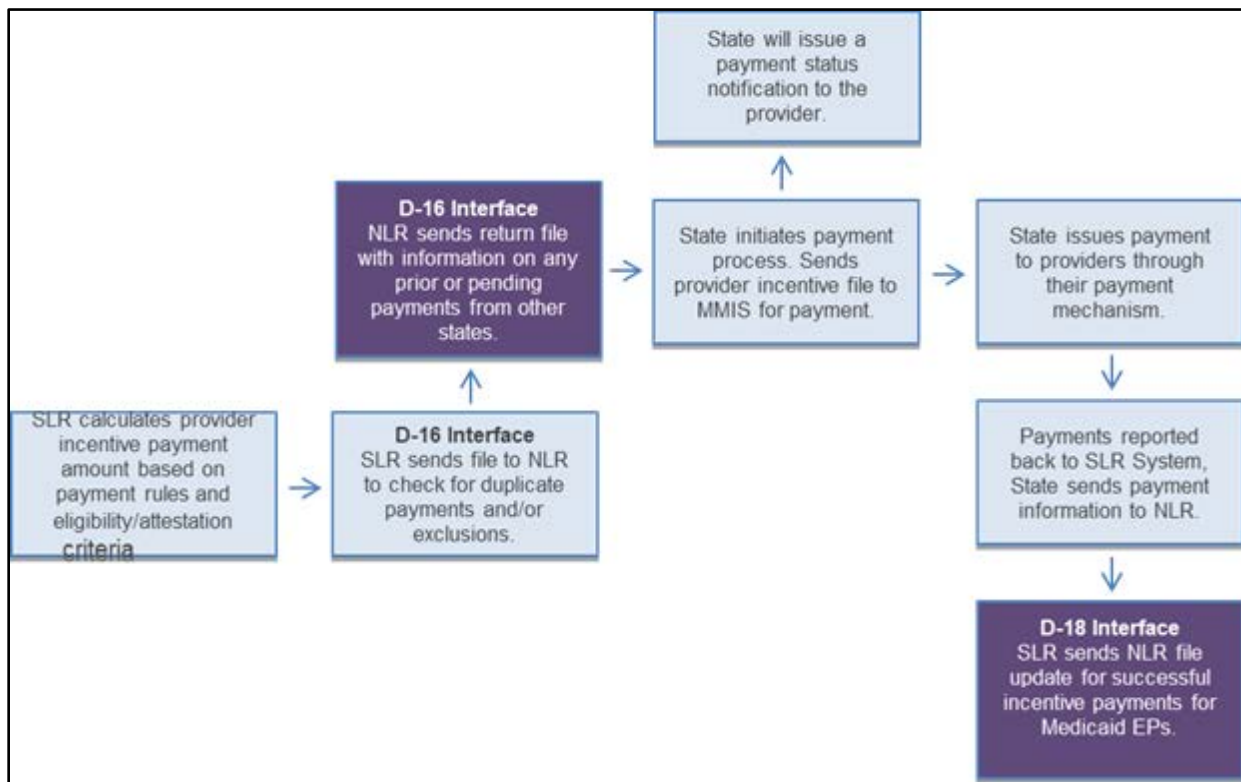 SLR calculates provider
incentive payment
amount based on
payment rules and
eligibility/attestation
criteria
D-16 Interface
SLR sends file to NLR
to check for duplicate
payments and/or
exclusions.
D-16 Interface
NLR sends return file
with information on any
prior or pending
payments from other
states.
State initiates payment
process. Sends
provider incentive file to
MMIS for payment.
State will issue a
payment status
notification to the
provider.
State issues payment
to providers through
their payment
mechanism.
Payments reported
back to SLR System,
State sends payment
information to NLR.
D-18 Interface
SLR sends NLR file
update for successful
incentive payments for
Medicaid EPs.